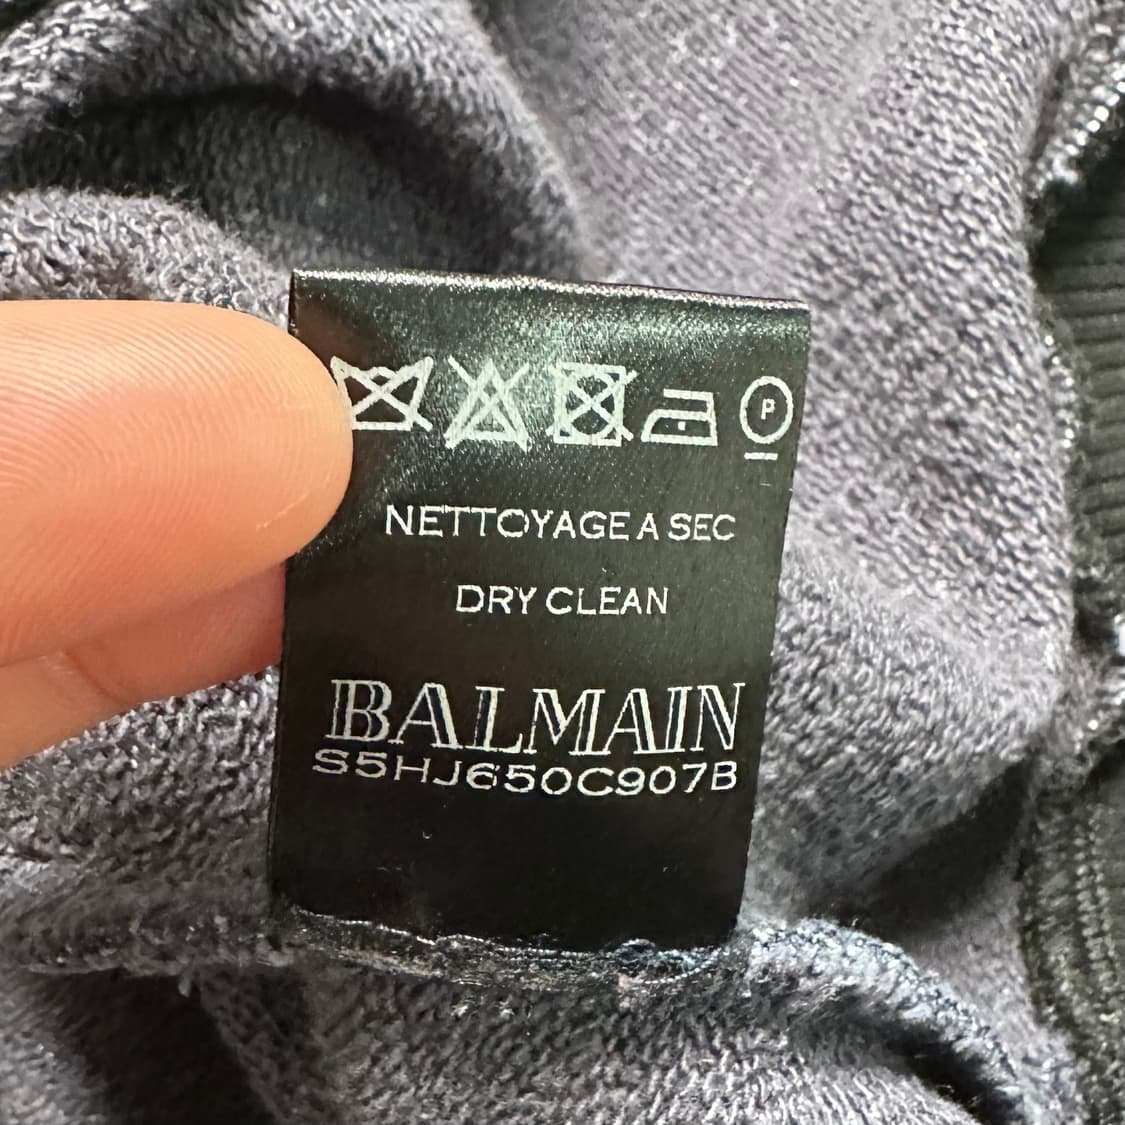 P
NETTOYAGE A SEC
DRY CLEAN
BALMAIN
S5HJ650C907B